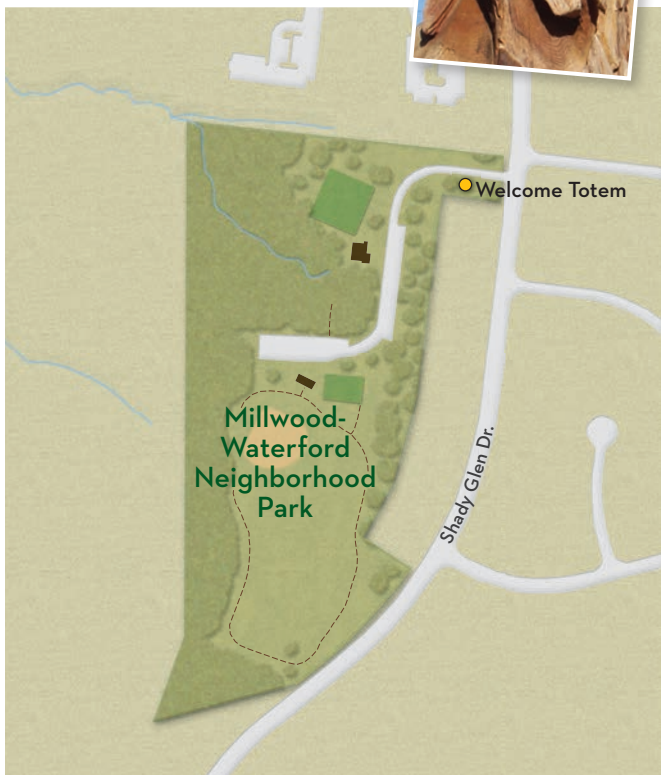 Welcome Totem
Millwood-
Waterford
Neighborhood
Park
Shady Glen Dr.